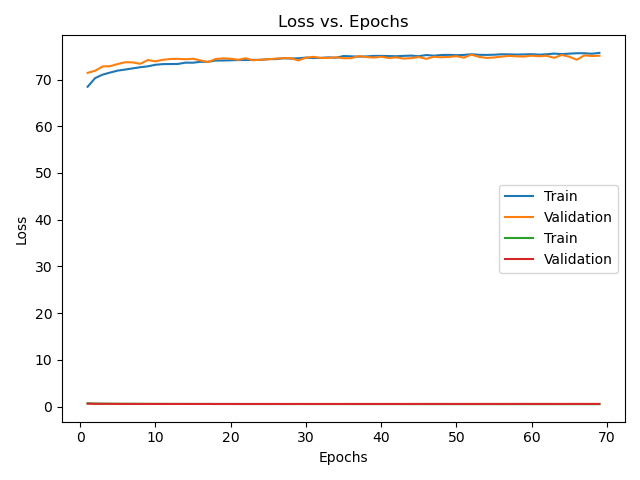 Loss vs. Epochs
Loss
70
60
50
40
30
20
10
0
Train
Validation
Train
Validation
0 10 20 30 40 50 60 70
Epochs